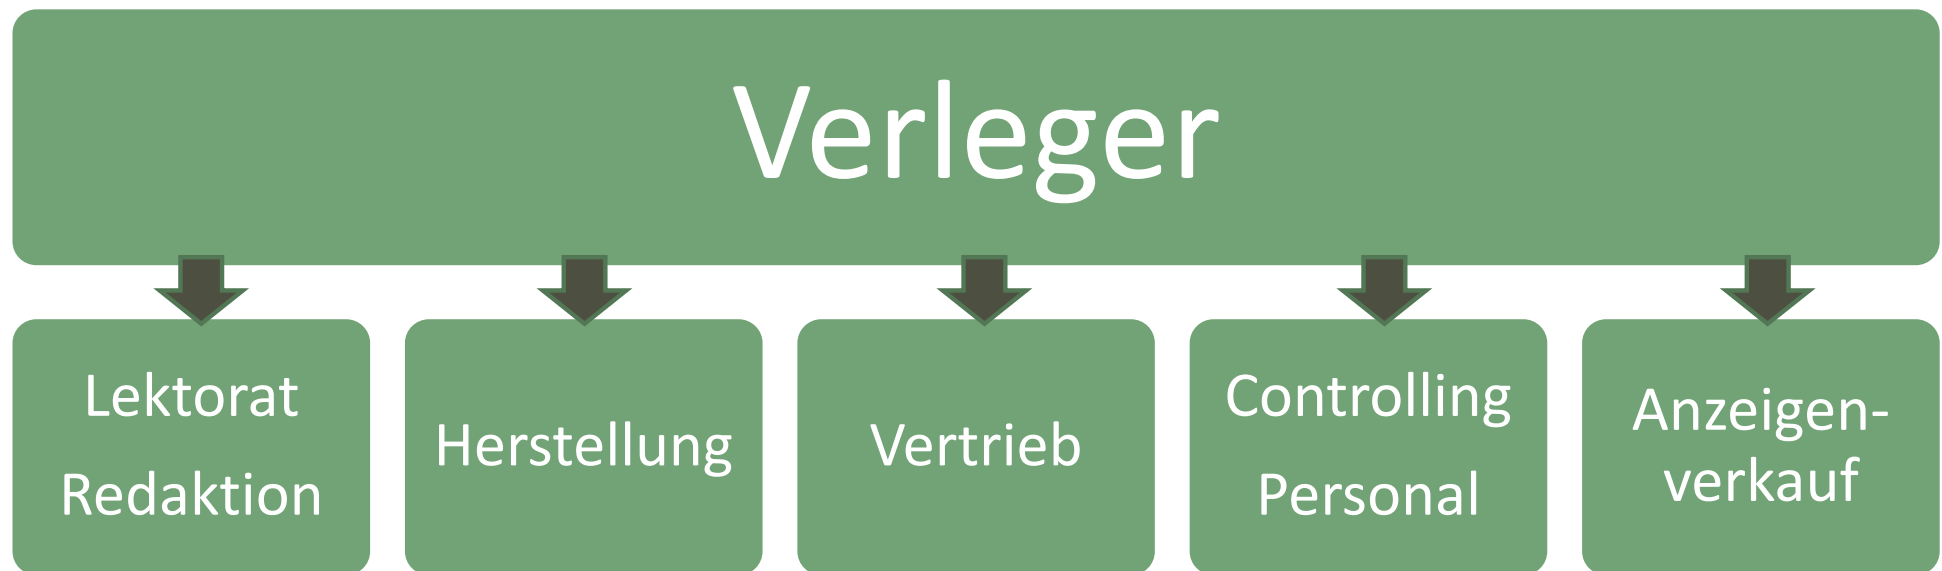 Verleger
Lektorat
Redaktion
Herstellung
Vertrieb
Controlling
Personal
Anzeigen-
verkauf